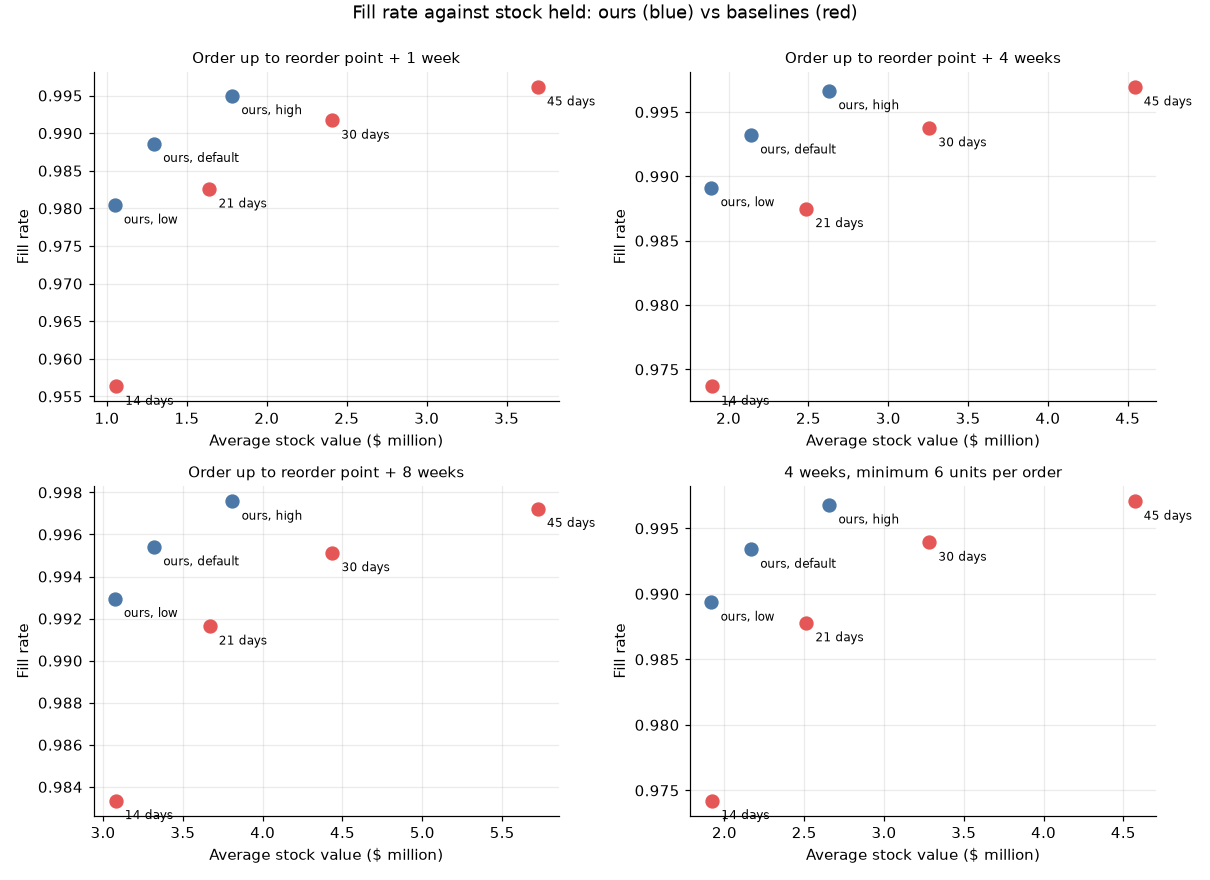 Fill rate against stock held: ours (blue) vs baselines (red)
Order up to reorder point + 1 week
Fill rate
0.995
0.990
0.985
0.980
0.975
0.970
0.965
0.960
0.955
ours, high
45 days
30 days
ours, default
21 days
ours, low
14 days
1.0 1.5 2.0 2.5 3.0 3.5
Average stock value ($ million)
Order up to reorder point + 4 weeks
Fill rate
0.995
0.990
0.985
0.980
0.975
45 days
ours, high
30 days
ours, default
ours, low
21 days
14 days
2.0 2.5 3.0 3.5 4.0 4.5
Average stock value ($ million)
Order up to reorder point + 8 weeks
Fill rate
0.998
0.996
0.994
0.992
0.990
0.988
0.986
0.984
ours, high
45 days
ours, default
30 days
ours, low
21 days
14 days
3.0 3.5 4.0 4.5 5.0 5.5
Average stock value ($ million)
4 weeks, minimum 6 units per order
Fill rate
0.995
0.990
0.985
0.980
0.975
45 days
ours, high
30 days
ours, default
ours, low
21 days
14 days
2.0 2.5 3.0 3.5 4.0 4.5
Average stock value ($ million)